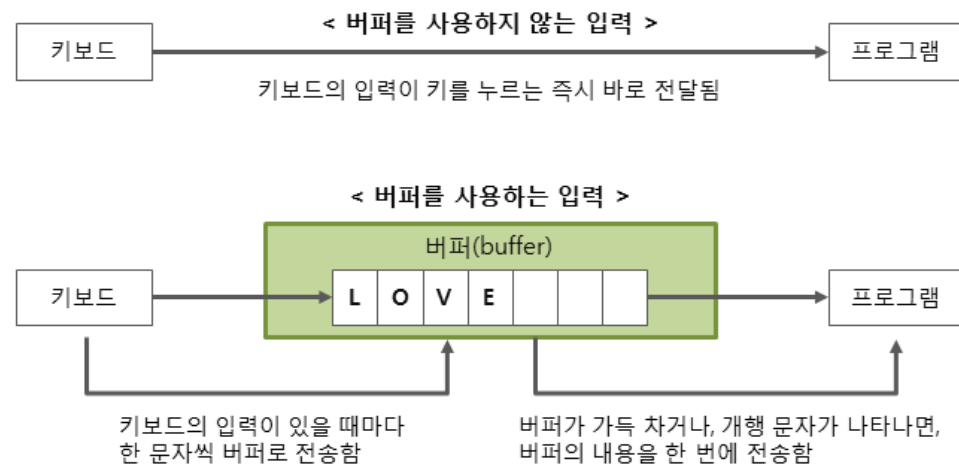 < 버퍼를 사용하지 않는 입력 >
키보드
프로그램
키보드의 입력이 키를 누르는 즉시 바로 전달됨
< 버퍼를 사용하는 입력 >
버퍼(buffer)
키보드
L O V E
프로그램
키보드의 입력이 있을 때마다
한 문자씩 버퍼로 전송함
버퍼가 가득 차거나, 개행 문자가 나타나면,
버퍼의 내용을 한 번에 전송함